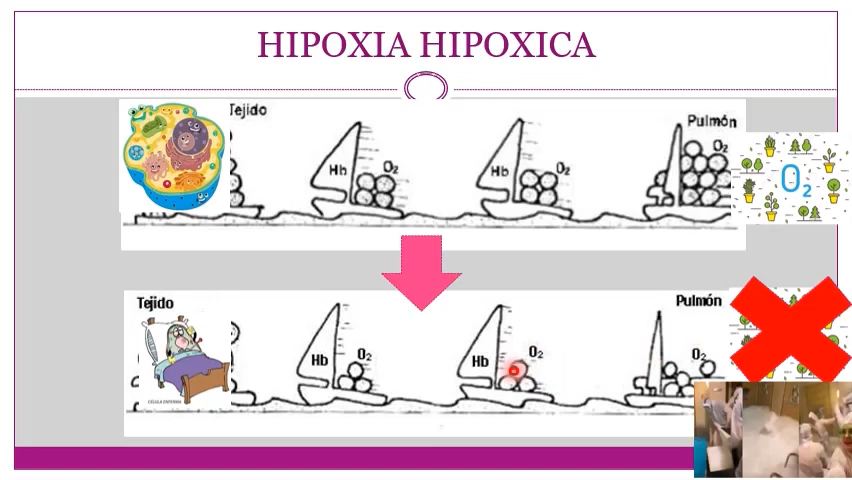 HIPOXIA HIPOXICA
Tejido
Hb
O₂
Hb
O₂
Pulmón
O₂
O₂
Tejido
Hb
O₂
Hb
O₂
Pulmón
O₂
CÉLULA ENFERMA